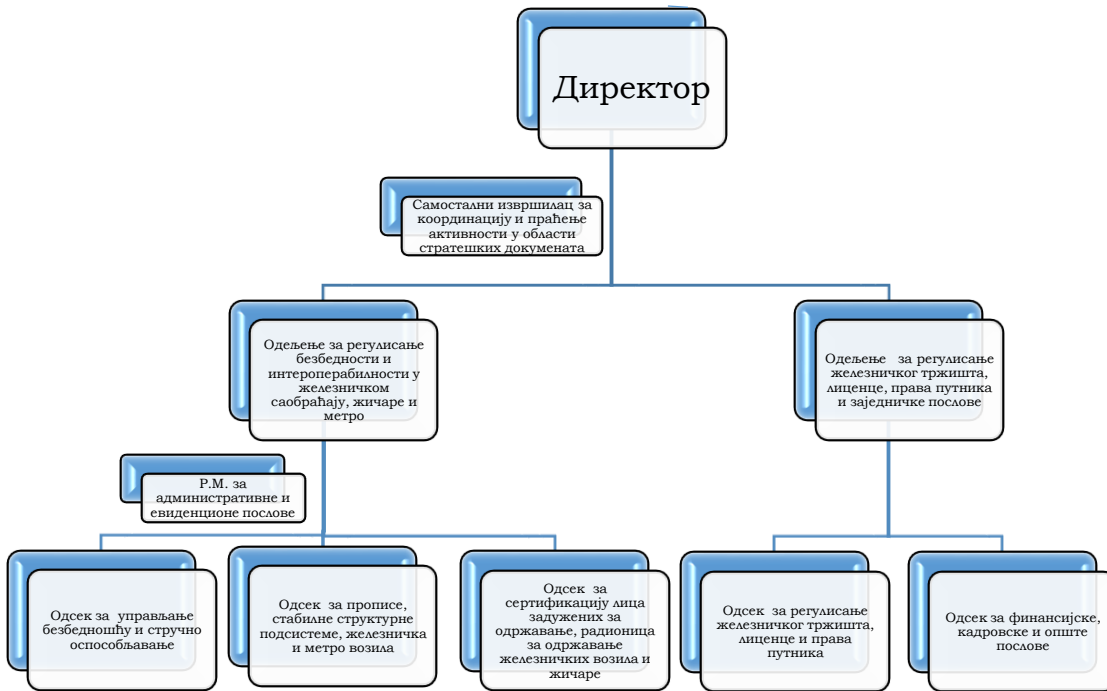 Директор
Самостални извршилац за
координацију и праћење
активности у области
стратешких докумената
Одељење за регулисање
безбедности и
интероперабилности у
железничком
саобраћају, жичаре и
метро
Одељење за регулисање
железничког тржишта,
лиценце, права путника
и заједничке послове
Р.М. за
административне и
евиденционе послове
Одсек за управљање
безбедношћу и стручно
оспособљавање
Одсек за прописе,
стабилне структурне
подсистеме, железничка
и метро возила
Одсек за
сертификацију лица
задужених за
одржавање, радионица
за одржавање
железничких возила и
жичаре
Одсек за регулисање
железничког тржишта,
лиценце и права
путника
Одсек за финансијске,
кадровске и опште
послове